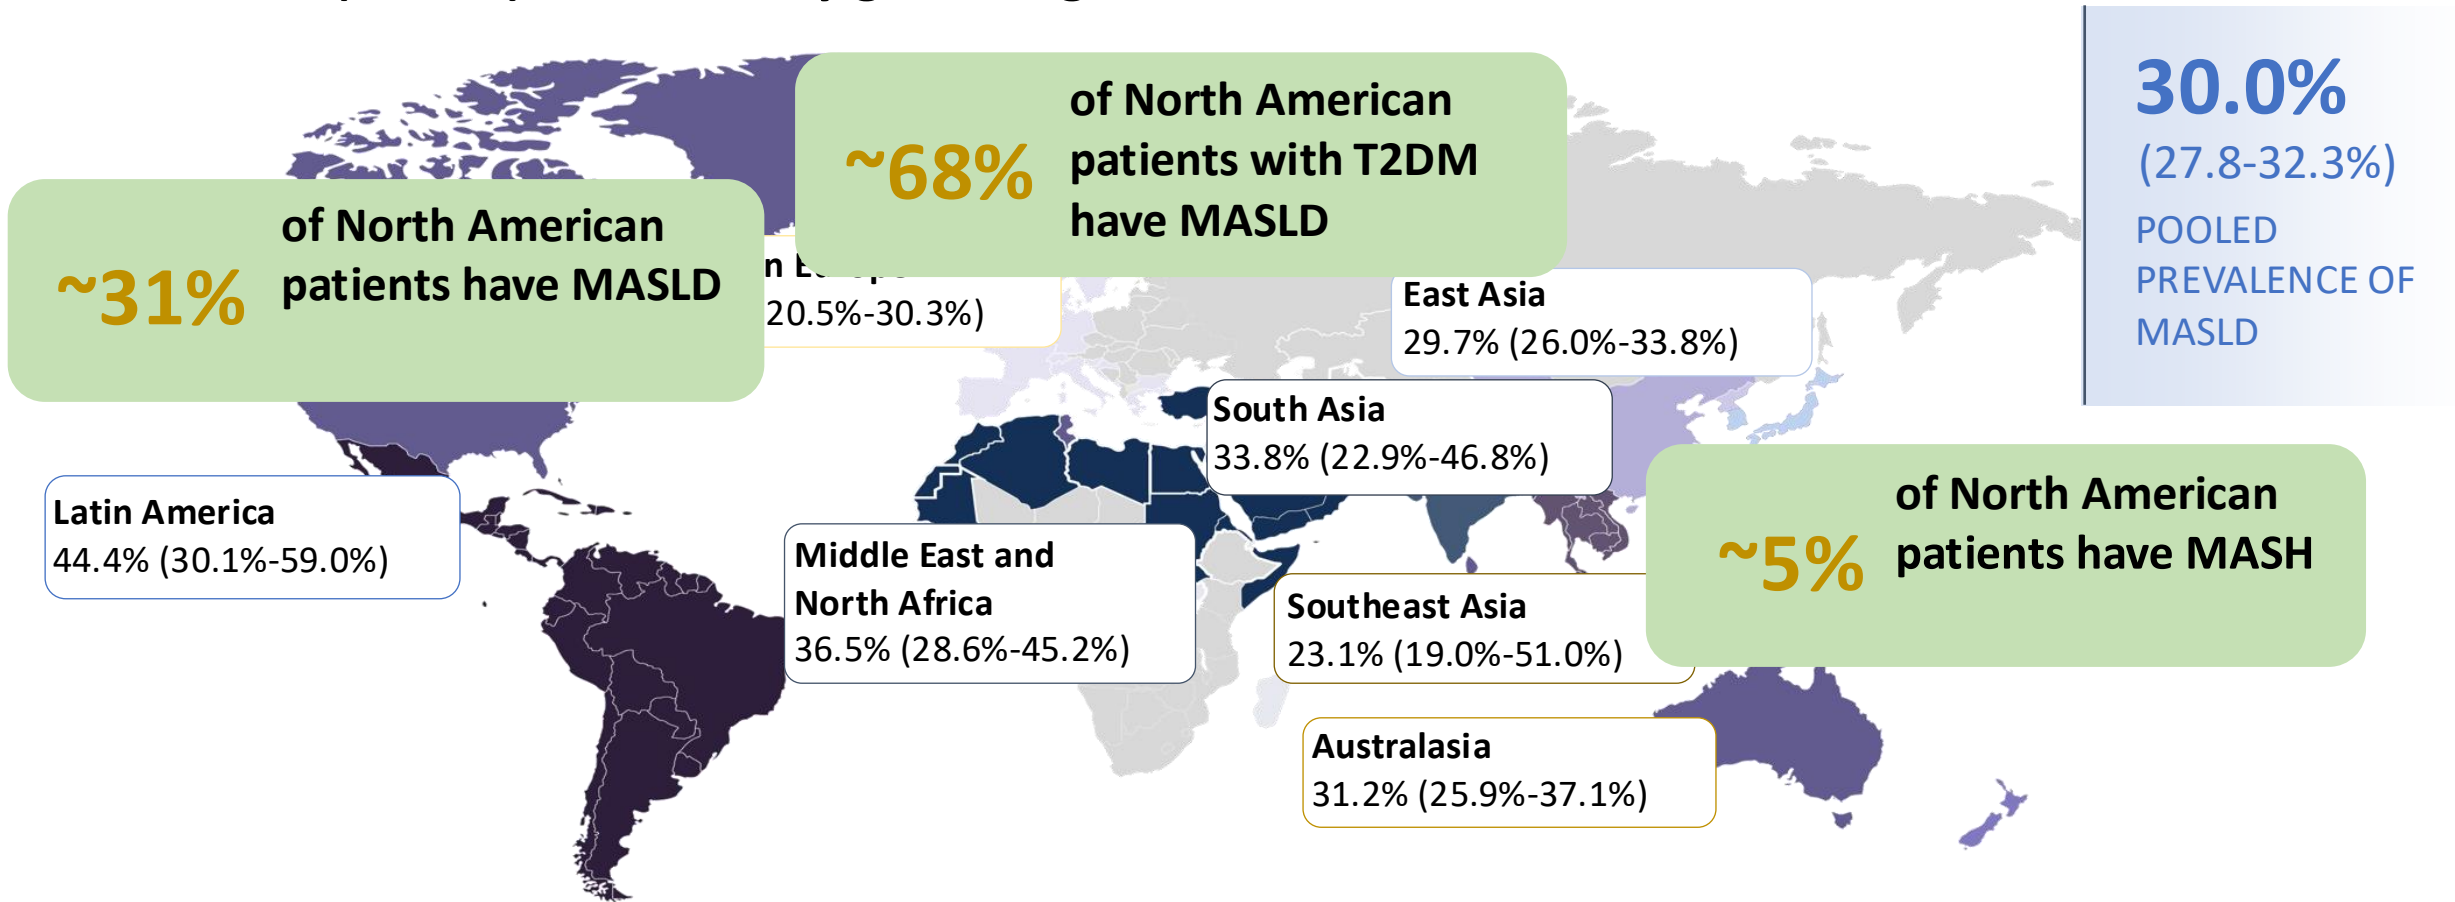 ~31%
of North American
patients have MASLD
~68%
of North American
patients with T2DM
have MASLD
30.0%
(27.8-32.3%)
POOLED
PREVALENCE OF
MASLD
20.5%-30.3%)
East Asia
29.7% (26.0%-33.8%)
South Asia
33.8% (22.9%-46.8%)
~5%
of North American
patients have MASH
Latin America
44.4% (30.1%-59.0%)
Middle East and
North Africa
36.5% (28.6%-45.2%)
Southeast Asia
23.1% (19.0%-51.0%)
Australasia
31.2% (25.9%-37.1%)